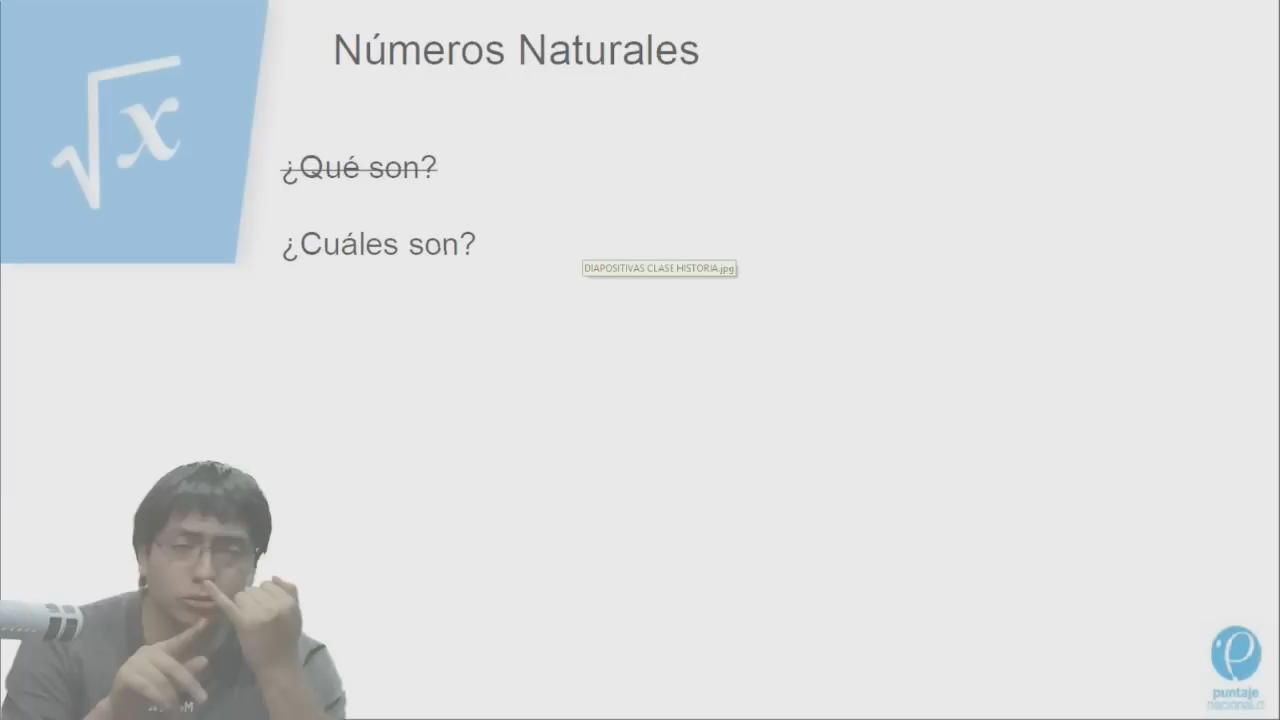 Números Naturales
√x
¿Qué son?
¿Cuáles son?
DIAPOSITIVAS CLASE HISTORIA.jpg
puntaje
nacional.cl